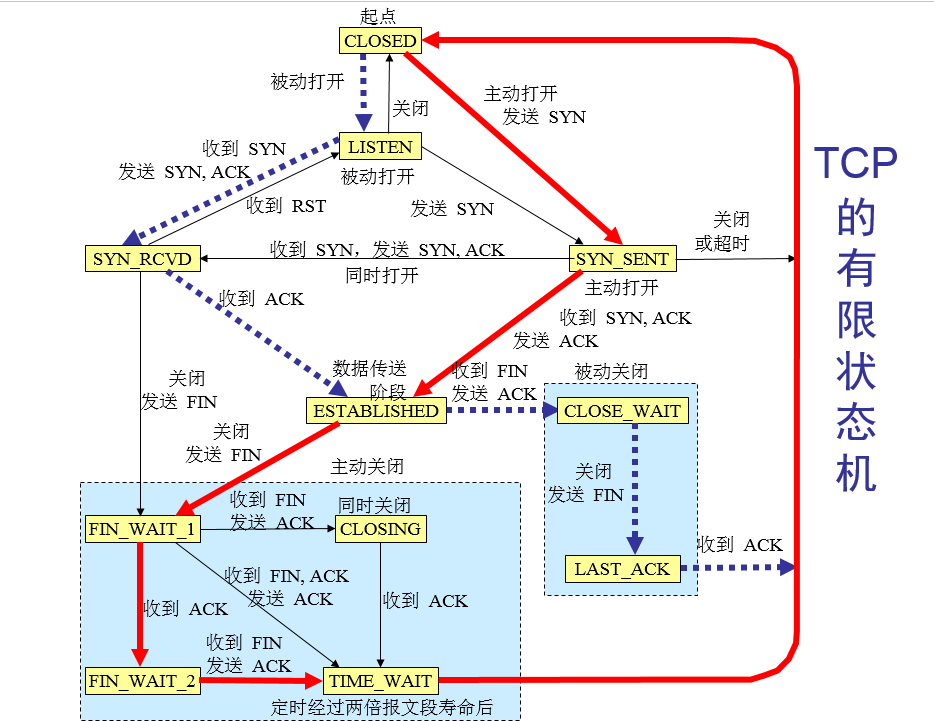 起点
CLOSED
被动打开
关闭
主动打开
发送 SYN
LISTEN
被动打开
收到 SYN
发送 SYN, ACK
收到 RST
发送 SYN
关闭
或超时
SYN_RCVD
收到 SYN，发送 SYN, ACK
同时打开
SYN_SENT
主动打开
收到 ACK
收到 SYN, ACK
发送 ACK
数据传送
阶段
ESTABLISHED
收到 FIN
发送 ACK
被动关闭
CLOSE_WAIT
关闭
发送 FIN
关闭
发送 FIN
关闭
发送 FIN
LAST_ACK
收到 ACK
主动关闭
FIN_WAIT_1
收到 FIN
发送 ACK
同时关闭
CLOSING
收到 FIN, ACK
发送 ACK
收到 ACK
收到 ACK
FIN_WAIT_2
收到 FIN
发送 ACK
TIME_WAIT
定时经过两倍报文段寿命后
TCP
的
有
限
状
态
机